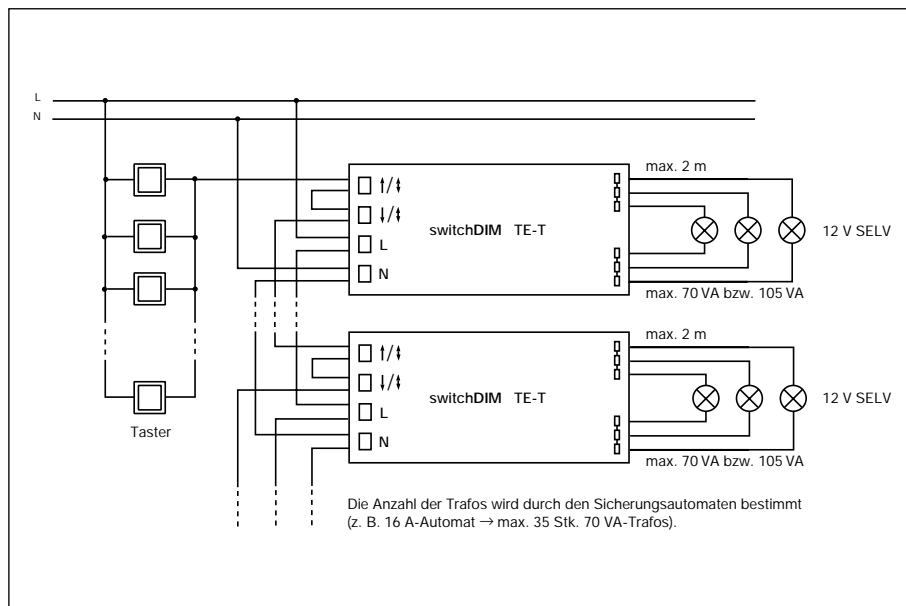 L
N
max. 2 m
↑/↕
↓/↕
L
N
switchDIM TE-T
12 V SELV
max. 70 VA bzw. 105 VA
max. 2 m
↑/↕
↓/↕
L
N
switchDIM TE-T
12 V SELV
max. 70 VA bzw. 105 VA
Taster
Die Anzahl der Trafos wird durch den Sicherungsautomaten bestimmt
(z. B. 16 A-Automat → max. 35 Stk. 70 VA-Trafos).